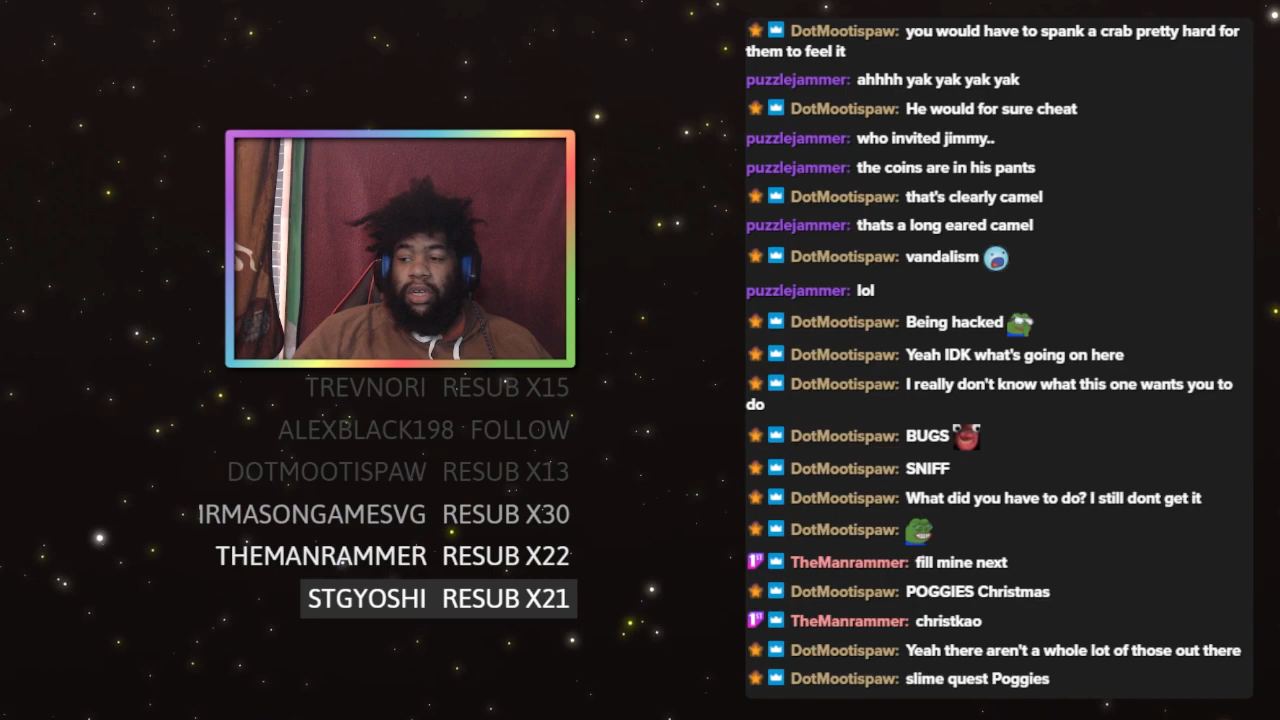 DotMootispaw: you would have to spank a crab pretty hard for
them to feel it
puzzlejammer: ahhhh yak yak yak yak
DotMootispaw: He would for sure cheat
puzzlejammer: who invited jimmy..
puzzlejammer: the coins are in his pants
DotMootispaw: that's clearly camel
puzzlejammer: thats a long eared camel
DotMootispaw: vandalism
puzzlejammer: lol
DotMootispaw: Being hacked
DotMootispaw: Yeah IDK what's going on here
DotMootispaw: I really don't know what this one wants you to
do
DotMootispaw: BUGS
DotMootispaw: SNIFF
DotMootispaw: What did you have to do? I still dont get it
DotMootispaw:
1st TheManrammer: fill mine next
DotMootispaw: POGGIES Christmas
1st TheManrammer: christkao
DotMootispaw: Yeah there aren't a whole lot of those out there
DotMootispaw: slime quest Poggies
TREVNORI RESUB X15
ALEXBLACK198 FOLLOW
DOTMOOTISPAW RESUB X13
IRMASONGAMESVG RESUB X30
THEMANRAMMER RESUB X22
STGYOSHI RESUB X21